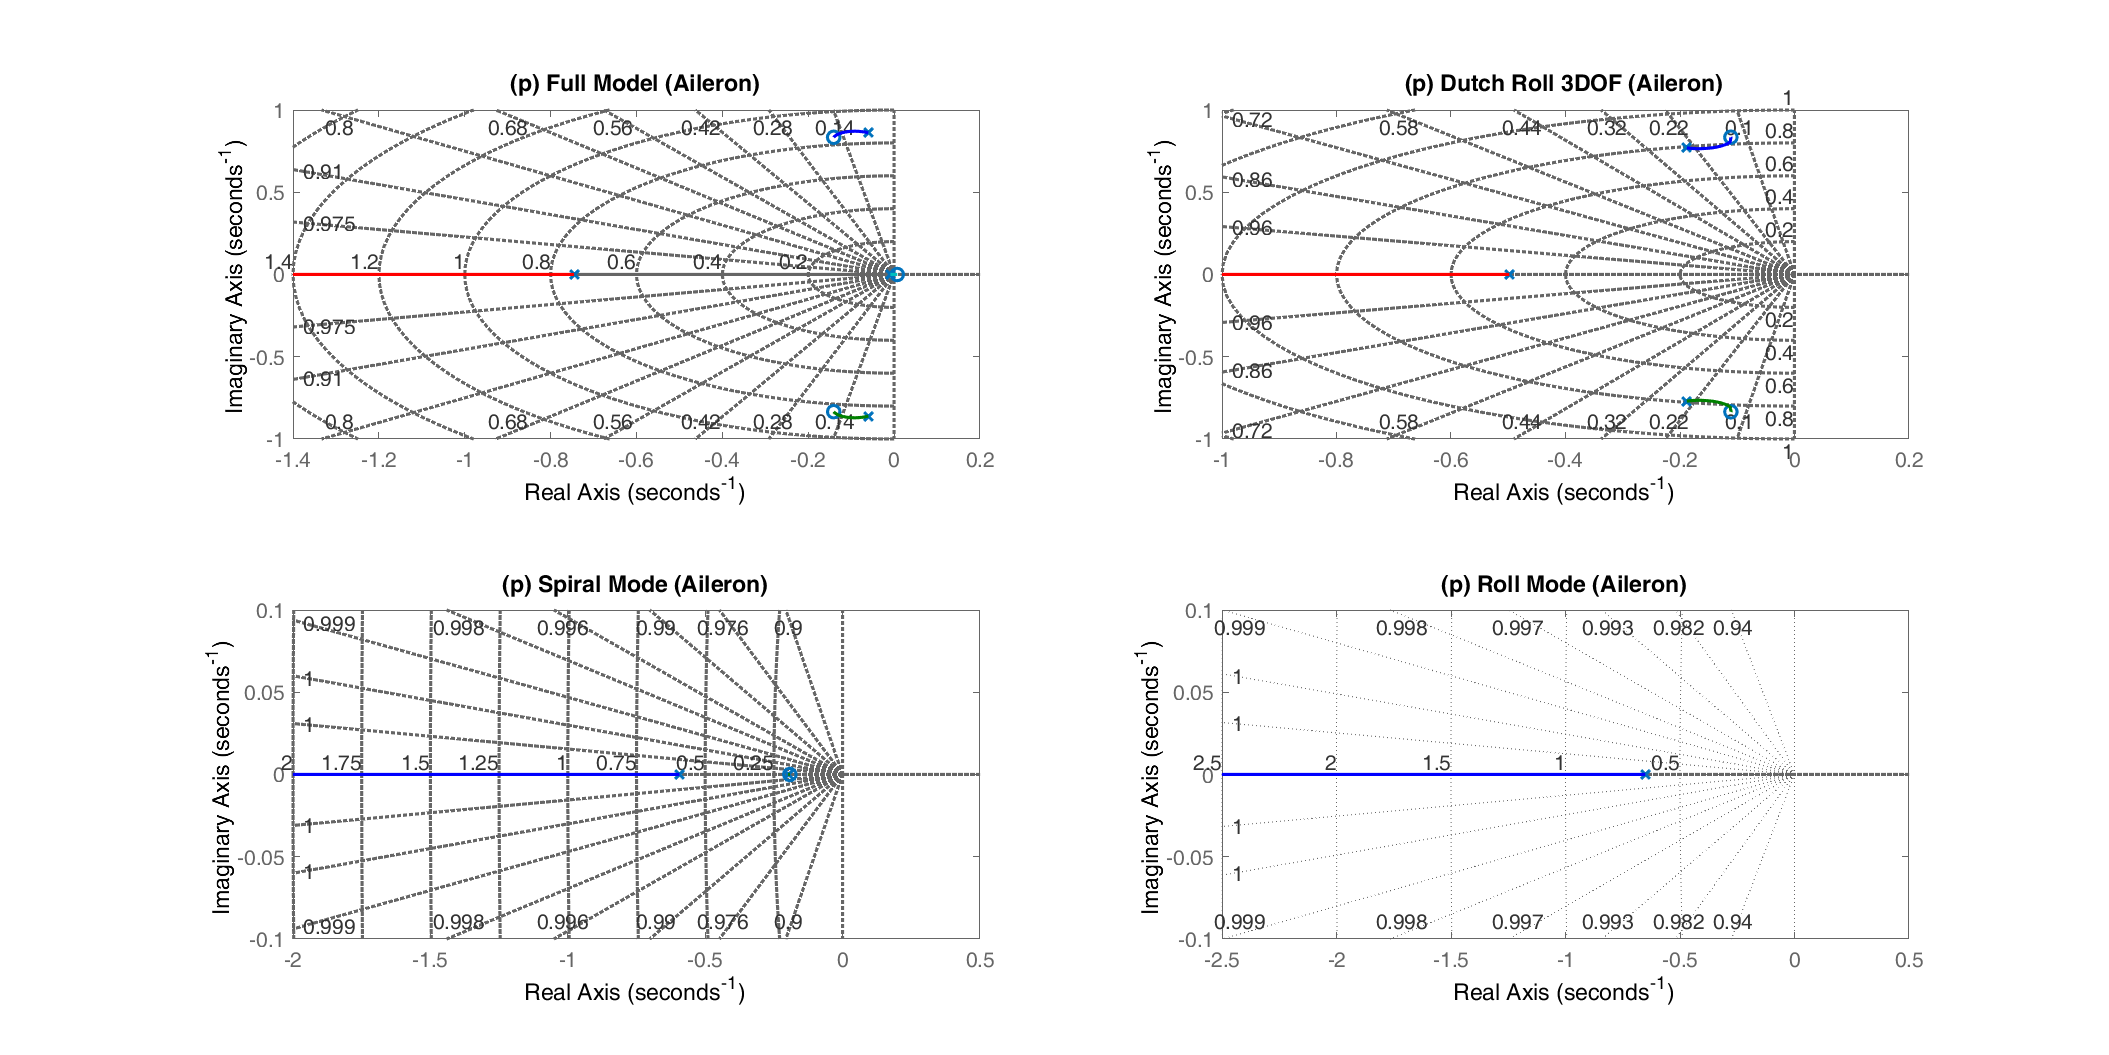 (p) Full Model (Aileron)
1
0.5
0
-0.5
-1
Imaginary Axis (seconds⁻¹)
0.8 0.68 0.56 0.42 0.28 0.14
0.91
0.975
1.4 1.2 1 0.8 0.6 0.4 0.2
0.975
0.91
0.8 0.68 0.56 0.42 0.28 0.14
-1.4 -1.2 -1 -0.8 -0.6 -0.4 -0.2 0 0.2
Real Axis (seconds⁻¹)
(p) Dutch Roll 3DOF (Aileron)
1
0.5
0
-0.5
-1
Imaginary Axis (seconds⁻¹)
1
0.72 0.58 0.44 0.32 0.22 0.1 0.8
0.6
0.86
0.4
0.96 0.2
0.96 0.2
0.4
0.86
0.6
0.72 0.58 0.44 0.32 0.22 0.1 0.8
1
-1 -0.8 -0.6 -0.4 -0.2 0 0.2
Real Axis (seconds⁻¹)
(p) Spiral Mode (Aileron)
0.1
0.05
0
-0.05
-0.1
Imaginary Axis (seconds⁻¹)
0.999 0.998 0.996 0.99 0.976 0.9
1
1
2 1.75 1.5 1.25 1 0.75 0.5 0.25
1
1
0.999 0.998 0.996 0.99 0.976 0.9
-2 -1.5 -1 -0.5 0 0.5
Real Axis (seconds⁻¹)
(p) Roll Mode (Aileron)
0.1
0.05
0
-0.05
-0.1
Imaginary Axis (seconds⁻¹)
0.999 0.998 0.997 0.993 0.982 0.94
1
1
2.5 2 1.5 1 0.5
1
1
0.999 0.998 0.997 0.993 0.982 0.94
-2.5 -2 -1.5 -1 -0.5 0 0.5
Real Axis (seconds⁻¹)